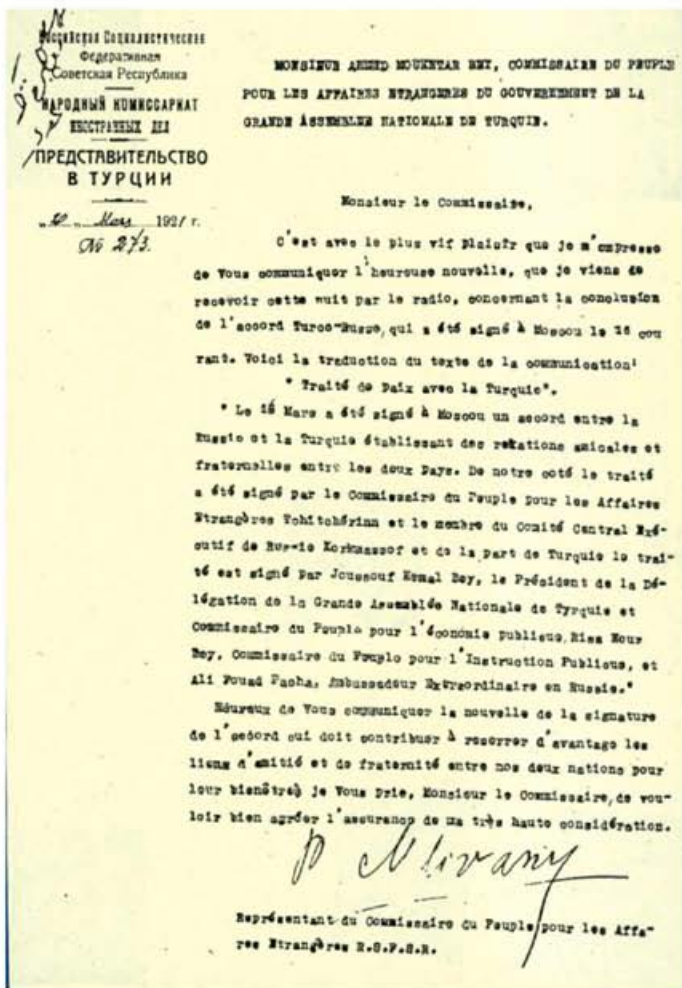 Российская Социалистическая
Федеративная
Советская Республика
НАРОДНЫЙ КОМИССАРИАТ
ИНОСТРАННЫХ ДЕЛ
ПРЕДСТАВИТЕЛЬСТВО
В ТУРЦИИ
Mars 1921 г.
№ 273.
MONSIEUR AHMED MOUKHTAR BEY, COMMISSAIRE DU PEUPLE
POUR LES AFFAIRES ETRANGERES DU GOUVERNEMENT DE LA
GRANDE ASSEMBLEE NATIONALE DE TURQUIE.
Monsieur le Commissaire,
C'est avec le plus vif plaisir que je m'empresse
de Vous communiquer l'heureuse nouvelle, que je viens de
recevoir cette nuit par le radio, concernant la conclusion
de l'accord Turco-Russe, qui a été signé à Moscou le cou
rant. Voici la traduction du texte de la communication:
" Traité de Paix avec la Turquie".
" Le Mars a été signé à Moscou un accord entre la
Russie et la Turquie établissant des relations amicales et
fraternelles entre les deux Pays. De notre coté le traité
a été signé par le Commissaire du Peuple pour les Affaires
Etrangères Tchitchérinn et le membre du Comité Central Exé-
cutif de Russie Korkmassof et de la part de Turquie le trai-
té est signé par Joussouf Kemal Bey, le Président de la Dé-
légation de la Grande Assemblée Nationale de Tyrquie et
Commissaire du Peuple pour l'économie publique, Risa Nour
Bey, Commissaire du Peuple pour l'Instruction Publique, et
Ali Fouad Pacha, Ambassadeur Extraordinaire en Russie."
Héureux de Vous communiquer la nouvelle de la signature
de l'accord qui doit contribuer à resserrer d'avantage les
liens d'amitié et de fraternité entre nos deux nations pour
leur bienêtre, je Vous prie, Monsieur le Commissaire, de vou-
loir bien agréer l'assurance de ma très haute considération.
Mdivany
Représentant du Commissaire du Peuple pour les Affa-
res Etrangères R.S.F.S.R.